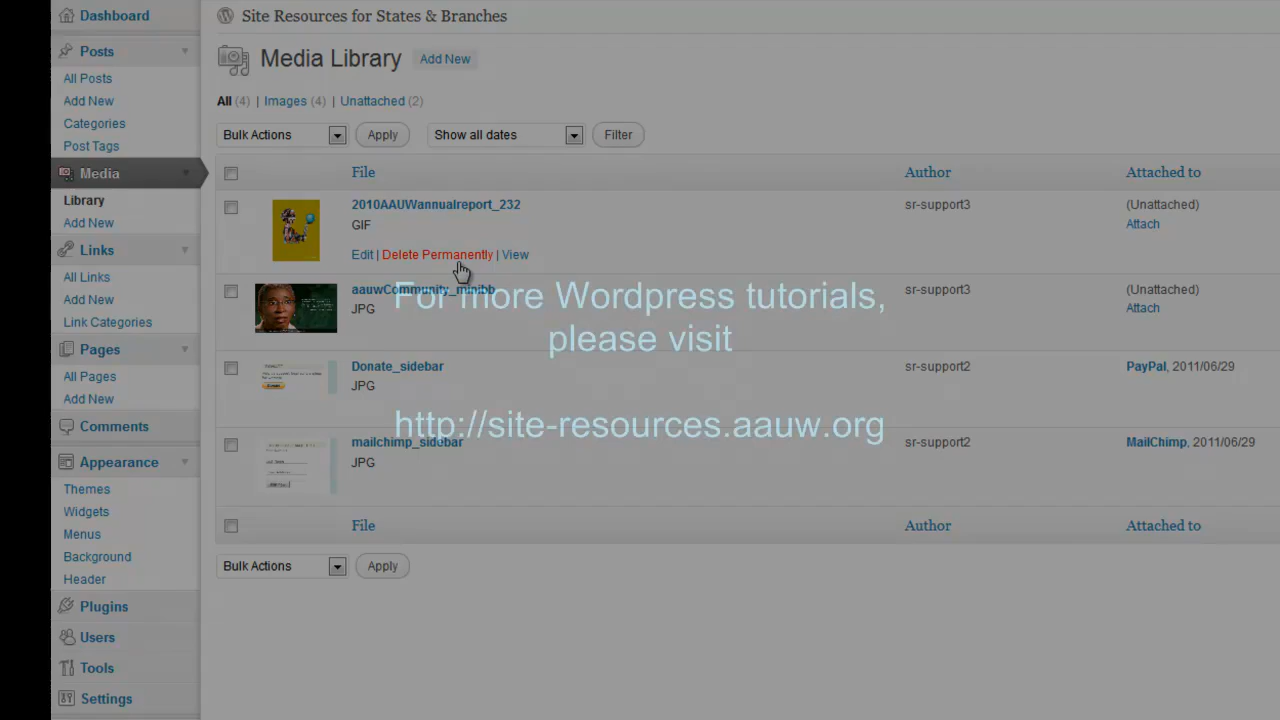 Dashboard
Posts
All Posts
Add New
Categories
Post Tags
Media
Library
Add New
Links
All Links
Add New
Link Categories
Pages
All Pages
Add New
Comments
Appearance
Themes
Widgets
Menus
Background
Header
Plugins
Users
Tools
Settings
Site Resources for States & Branches
Media Library Add New
All (4) | Images (4) | Unattached (2)
Bulk Actions Apply Show all dates Filter
File Author Attached to
2010AAUWannualreport_232 sr-support3 (Unattached)
GIF Attach
Edit | Delete Permanently | View
aauwCommunity_minibb sr-support3 (Unattached)
JPG Attach
For more Wordpress tutorials,
please visit
Donate_sidebar sr-support2 PayPal, 2011/06/29
JPG
http://site-resources.aauw.org
mailchimp_sidebar sr-support2 MailChimp, 2011/06/29
JPG
File Author Attached to
Bulk Actions Apply